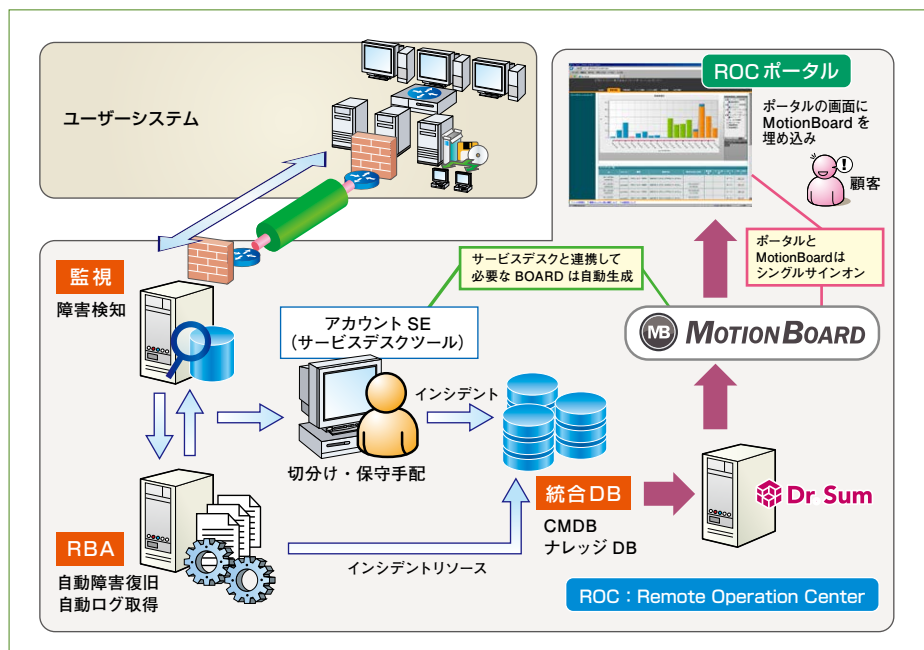 ユーザーシステム
ROCポータル
ポータルの画面に
MotionBoard を
埋め込み
顧客
監視
障害検知
サービスデスクと連携して
必要な BOARD は自動生成
ポータルと
MotionBoardは
シングルサインオン
アカウント SE
(サービスデスクツール)
MB MOTIONBOARD
インシデント
切分け・保守手配
統合DB
CMDB
ナレッジ DB
Dr Sum
RBA
自動障害復旧
自動ログ取得
インシデントリソース
ROC:Remote Operation Center